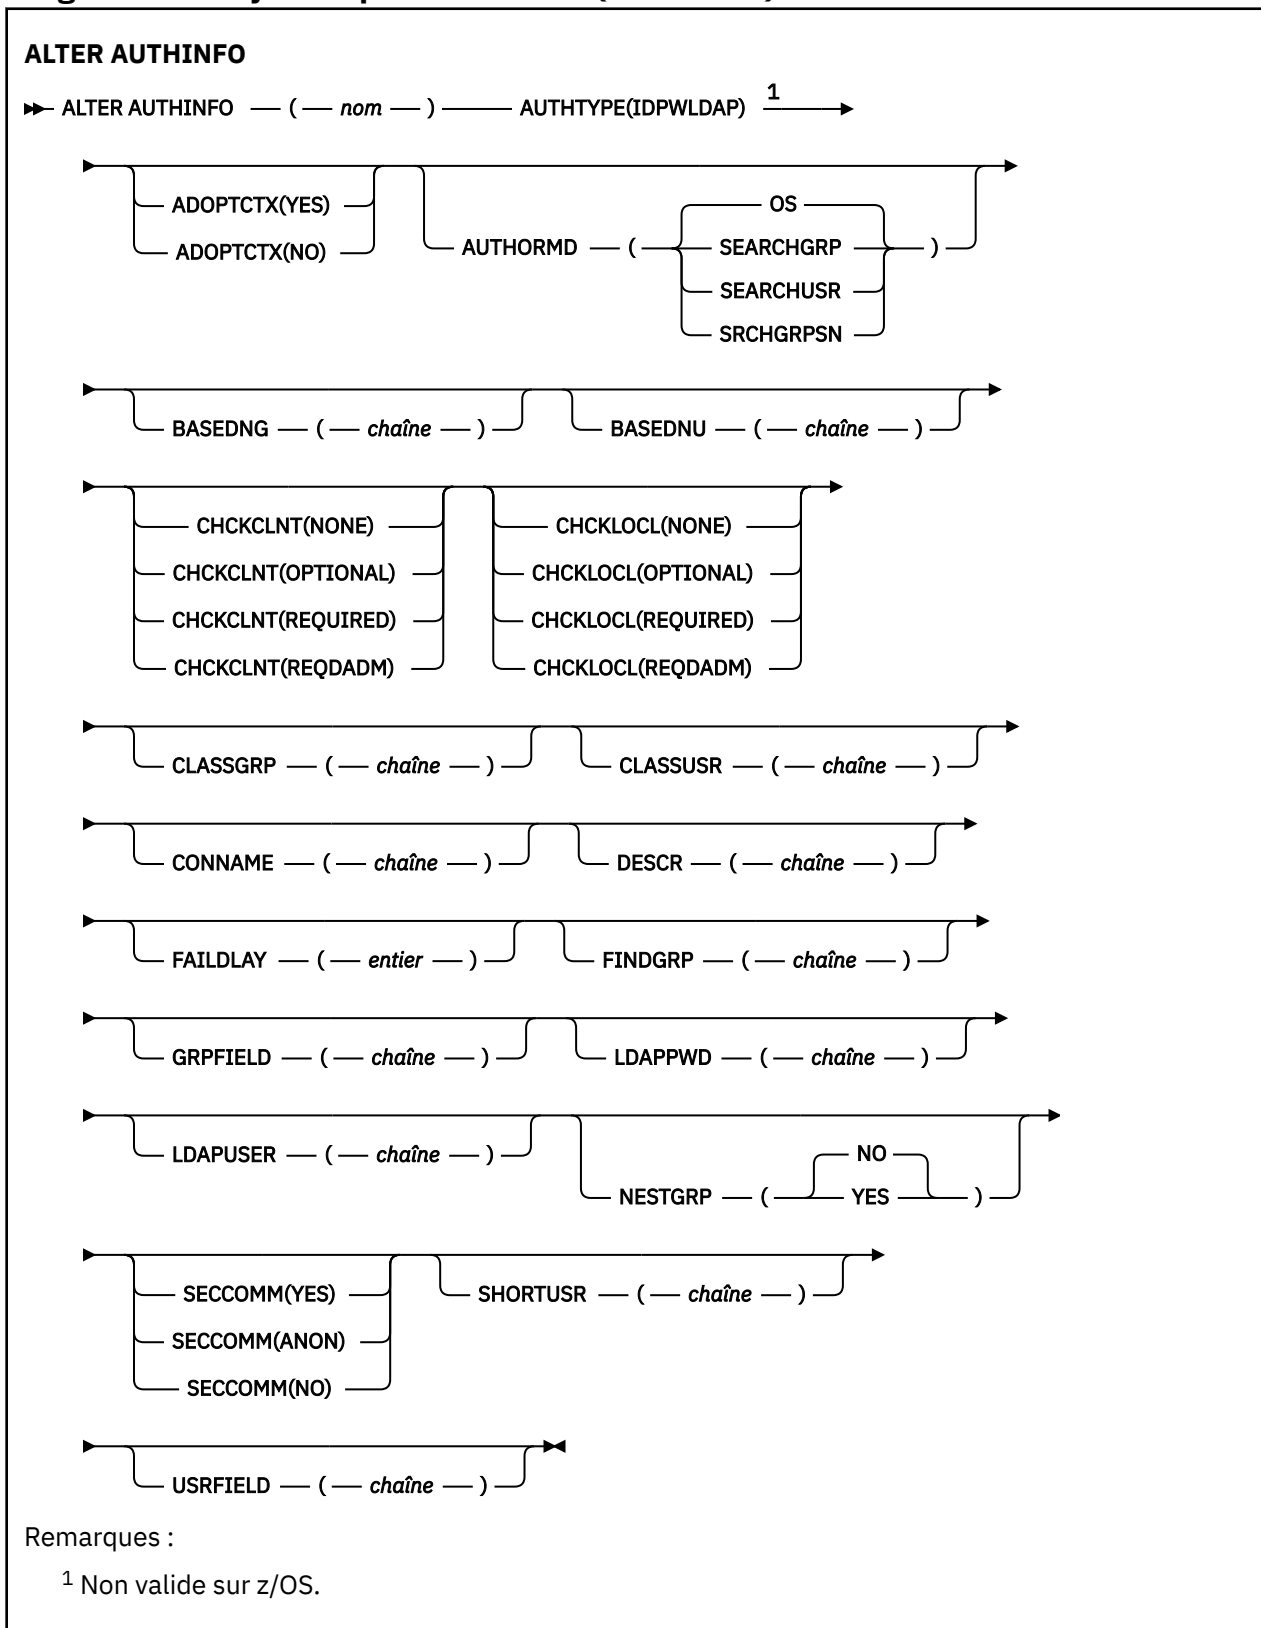 ALTER AUTHINFO
ALTER AUTHINFO ( nom ) AUTHTYPE(IDPWLDAP) 1
ADOPTCTX(YES)
ADOPTCTX(NO)
AUTHORMD ( OS
SEARCHGRP )
SEARCHUSR
SRCHGRPSN
BASEDNG ( chaîne ) BASEDNU ( chaîne )
CHCKCLNT(NONE) CHCKLOCL(NONE)
CHCKCLNT(OPTIONAL) CHCKLOCL(OPTIONAL)
CHCKCLNT(REQUIRED) CHCKLOCL(REQUIRED)
CHCKCLNT(REQDADM) CHCKLOCL(REQDADM)
CLASSGRP ( chaîne ) CLASSUSR ( chaîne )
CONNAME ( chaîne ) DESCR ( chaîne )
FAILDLAY ( entier ) FINDGRP ( chaîne )
GRPFIELD ( chaîne ) LDAPPWD ( chaîne )
LDAPUSER ( chaîne )
NO
NESTGRP ( YES )
SECCOMM(YES) SHORTUSR ( chaîne )
SECCOMM(ANON)
SECCOMM(NO)
USRFIELD ( chaîne )
Remarques :
1 Non valide sur z/OS.